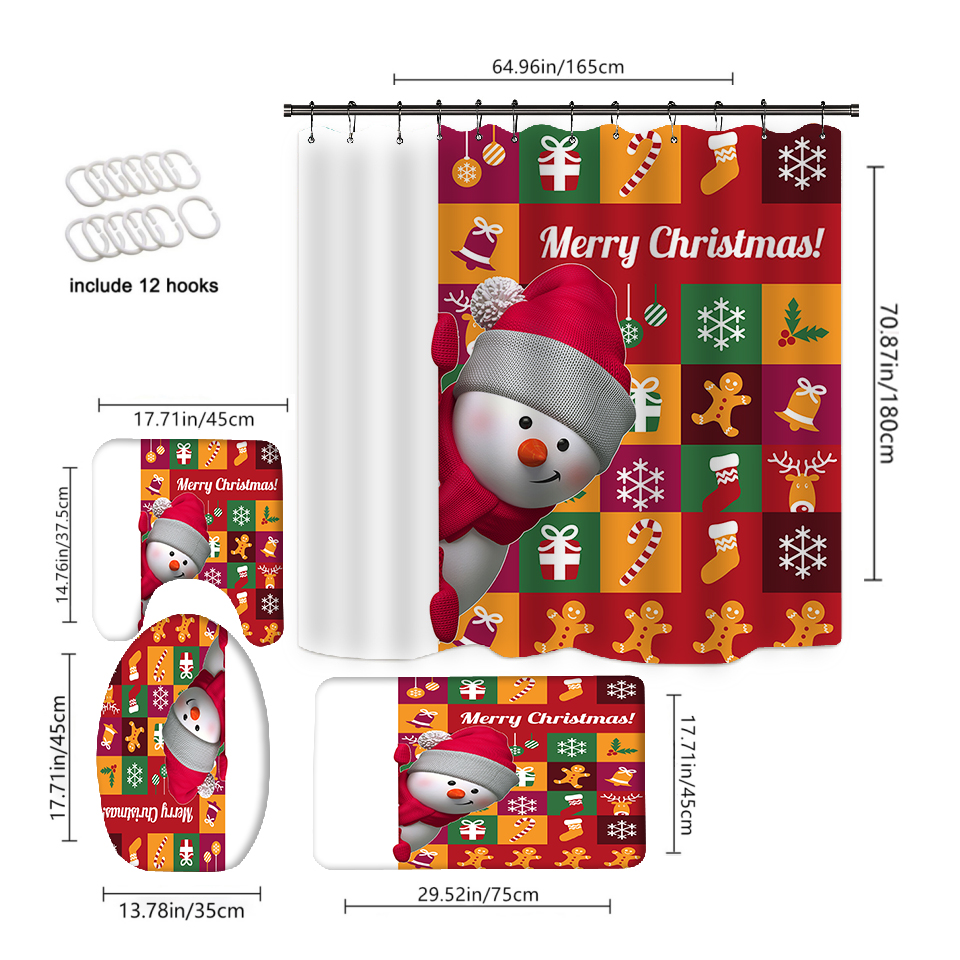 64.96in/165cm
include 12 hooks
Merry Christmas!
70.87in/180cm
17.71in/45cm
Merry Christmas!
14.76in/37.5cm
17.71in/45cm
Merry Christmas!
13.78in/35cm
Merry Christmas!
17.71in/45cm
29.52in/75cm